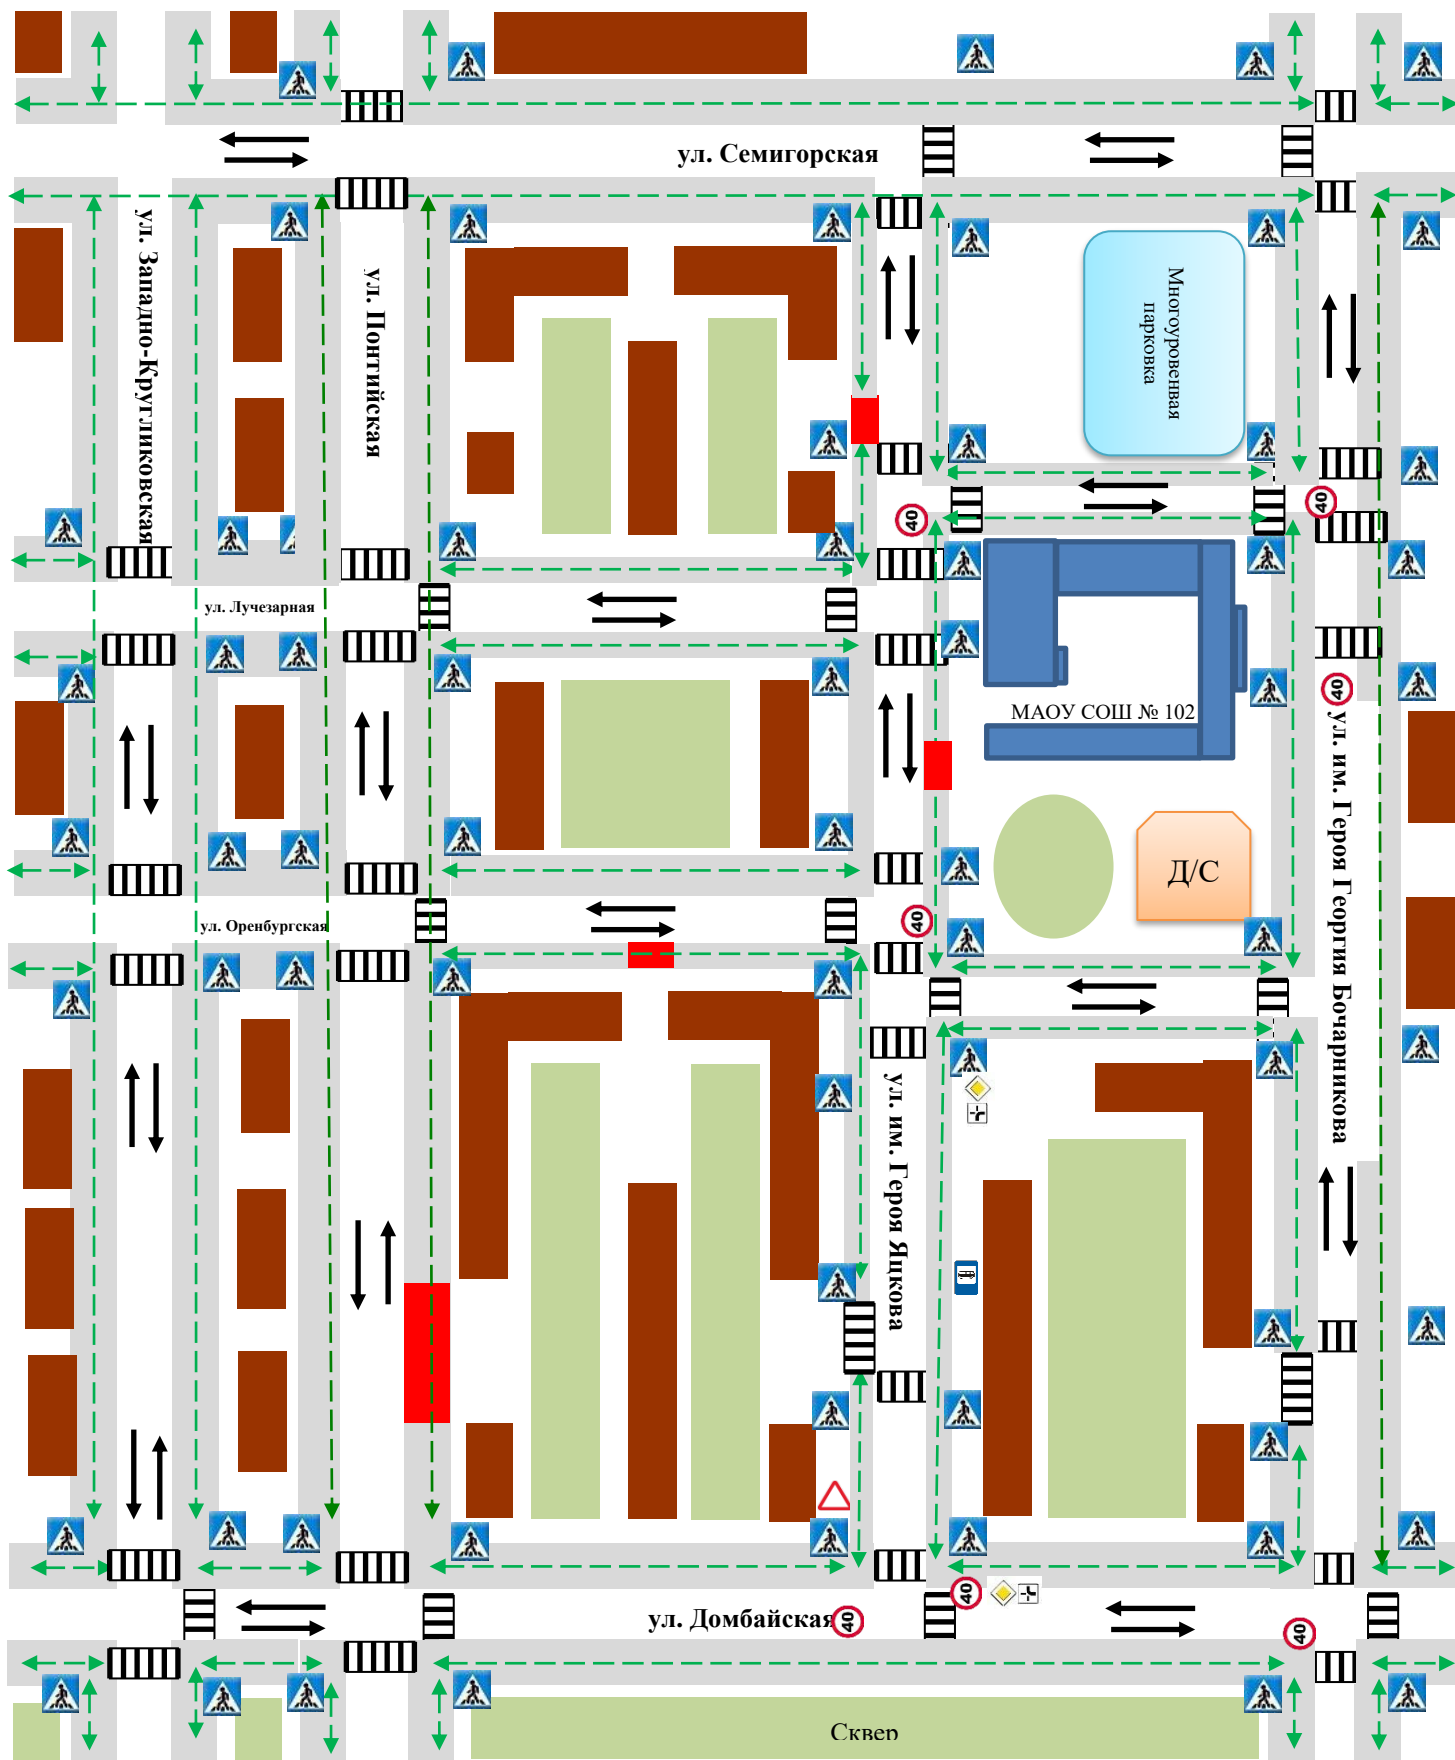 ул. Семигорская
ул. Западно-Кругликовская
ул. Понтийская
Многоуровенвая
парковка
40
40
ул. Лучезарная
МАОУ СОШ № 102
40
ул. им. Героя Георгия Бочарникова
Д/С
40
ул. Оренбургская
ул. им. Героя Яцкова
40
ул. Домбайская
40
40
Сквер